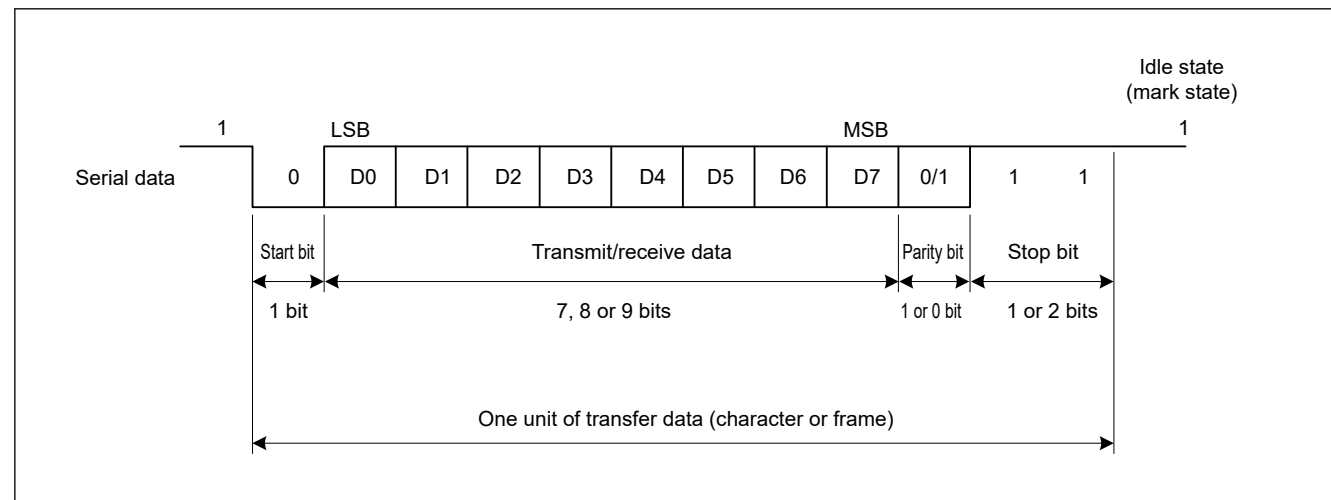 Idle state
(mark state)
1 LSB MSB 1
Serial data 0 D0 D1 D2 D3 D4 D5 D6 D7 0/1 1 1
Start bit Transmit/receive data Parity bit Stop bit
1 bit 7, 8 or 9 bits 1 or 0 bit 1 or 2 bits
One unit of transfer data (character or frame)